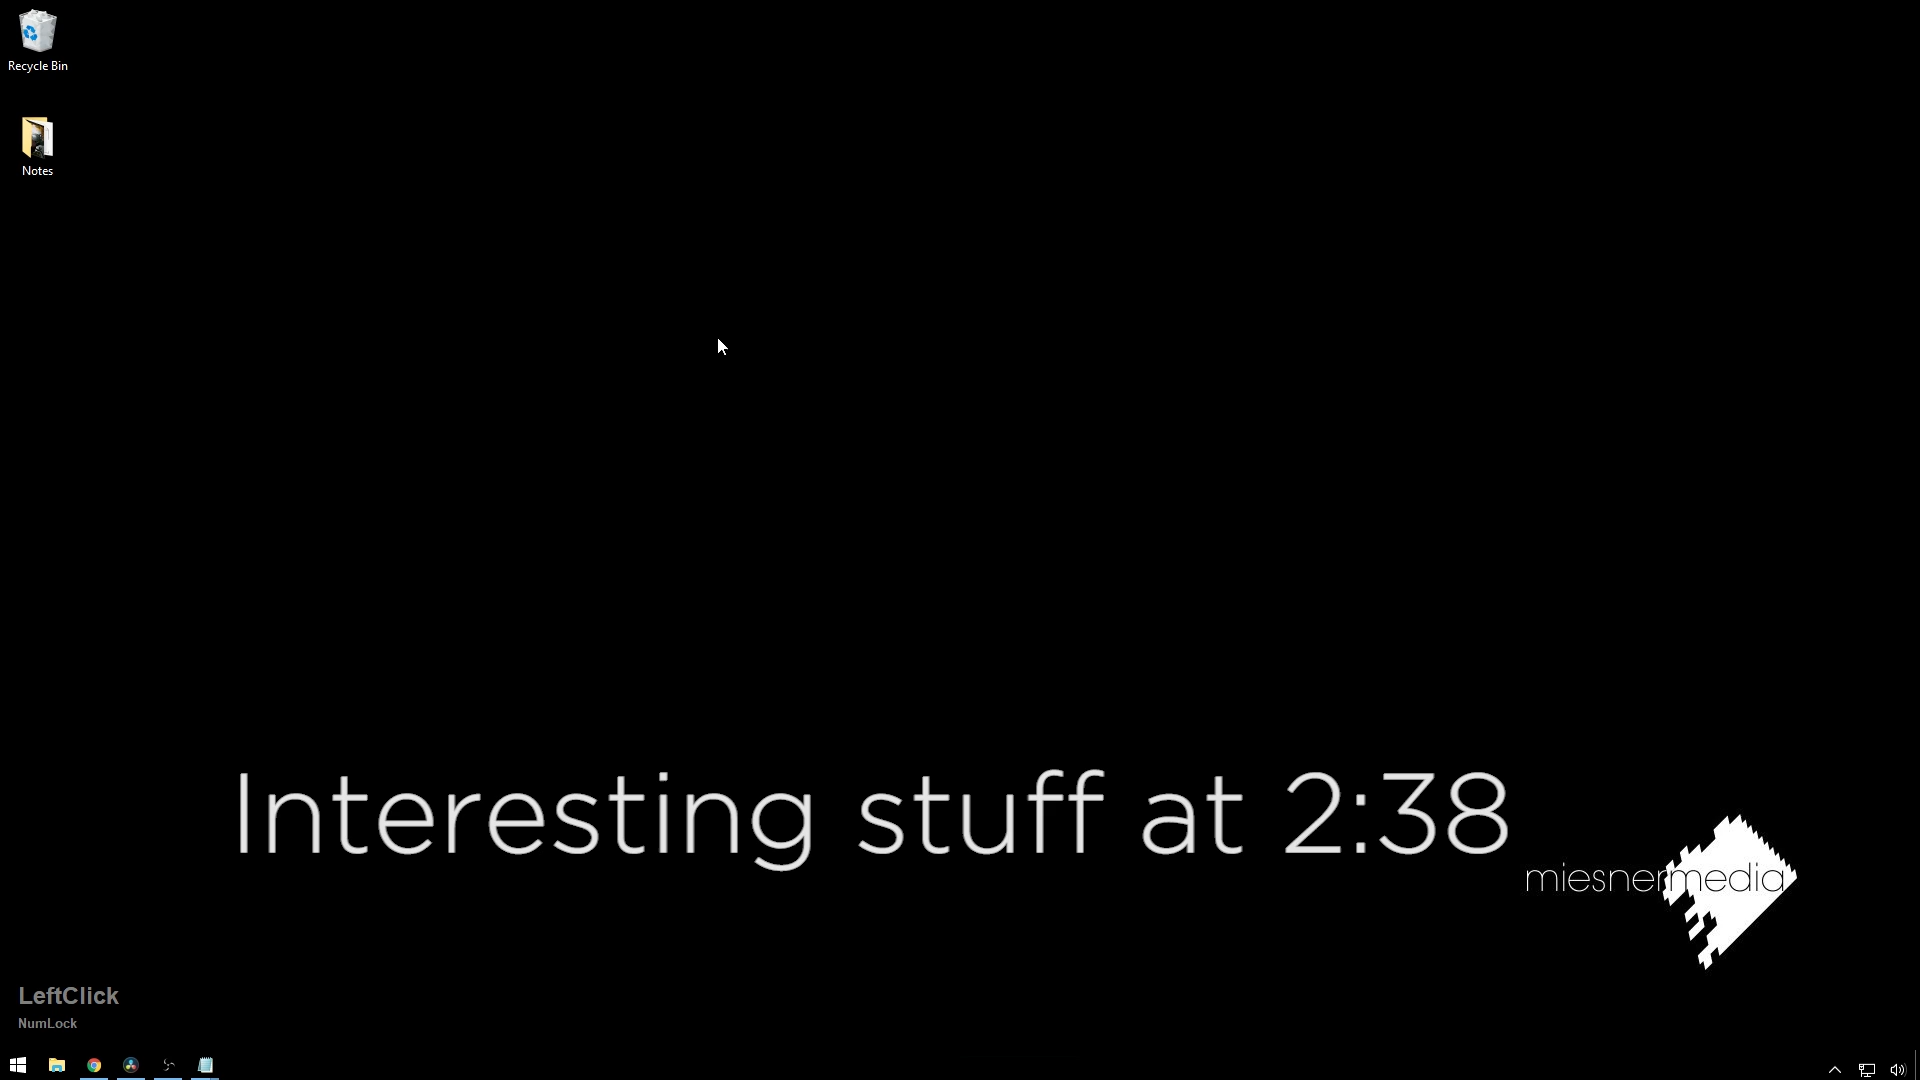 Recycle Bin
Notes
Interesting stuff at 2:38
miesnermedia
LeftClick
NumLock